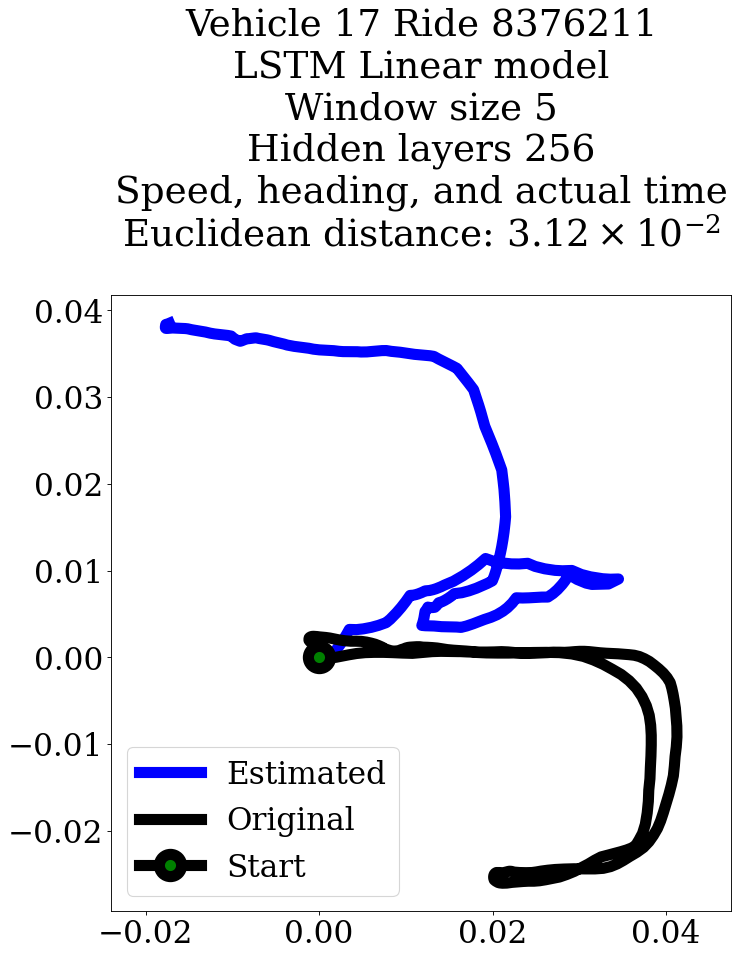 Vehicle 17 Ride 8376211
LSTM Linear model
Window size 5
Hidden layers 256
Speed, heading, and actual time
Euclidean distance: 3.12 × 10⁻²
0.04
0.03
0.02
0.01
0.00
−0.01
−0.02
Estimated
Original
Start
−0.02 0.00 0.02 0.04